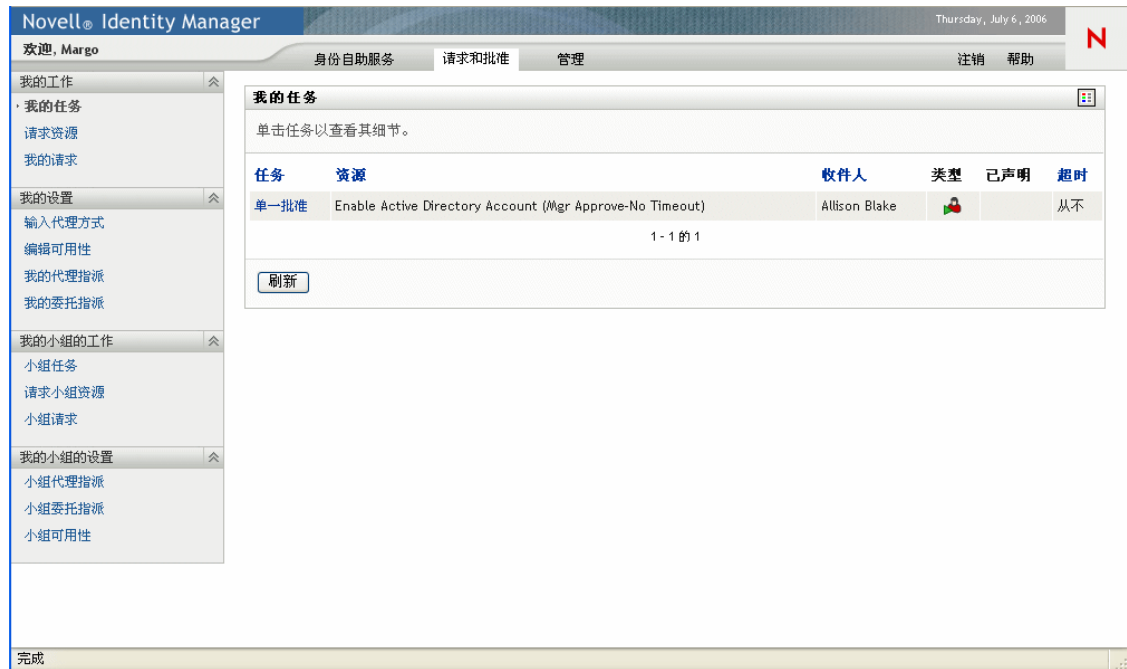 Novell® Identity Manager
Thursday, July 6, 2006
N
欢迎, Margo
身份自助服务 请求和批准 管理 注销 帮助
我的工作
我的任务
请求资源
我的请求
我的设置
输入代理方式
编辑可用性
我的代理指派
我的委托指派
我的小组的工作
小组任务
请求小组资源
小组请求
我的小组的设置
小组代理指派
小组委托指派
小组可用性
我的任务
单击任务以查看其细节。
任务 资源 收件人 类型 已声明 超时
单一批准 Enable Active Directory Account (Mgr Approve-No Timeout) Allison Blake 从不
1 - 1 的 1
刷新
完成